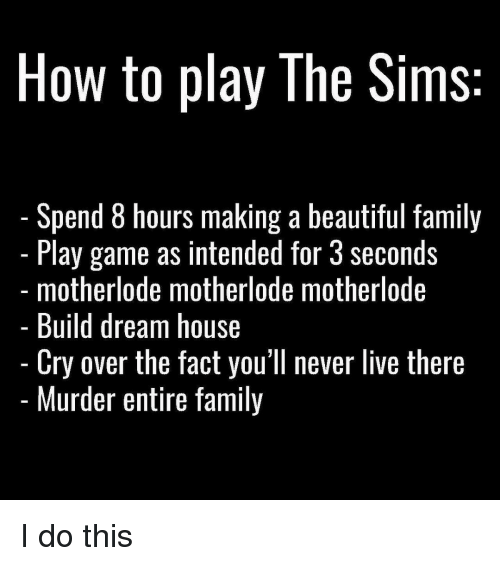 How to play The Sims:
- Spend 8 hours making a beautiful family
- Play game as intended for 3 seconds
- motherlode motherlode motherlode
- Build dream house
- Cry over the fact you'll never live there
- Murder entire family
I do this